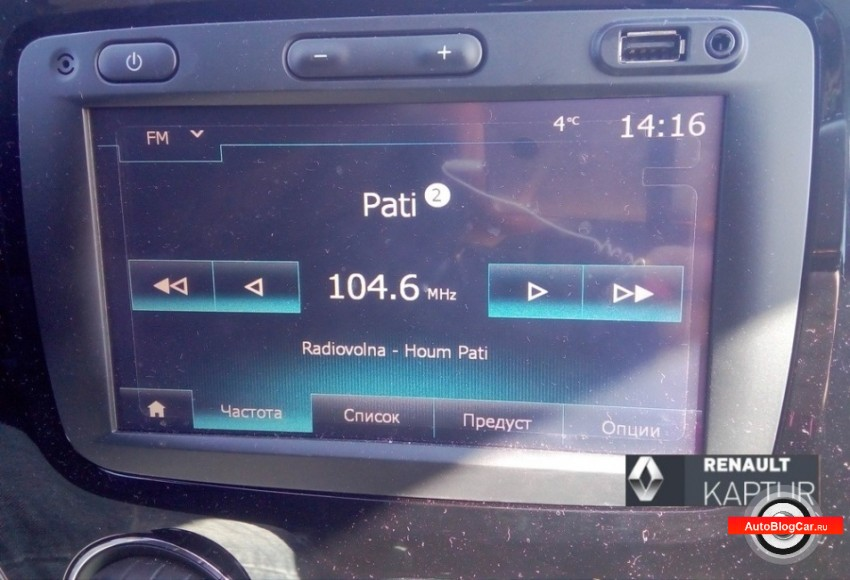 FM
4°C
14:16
Pati 2
104.6 MHz
Radiovolna - Houm Pati
Частота
Список
Предуст
Опции
RENAULT
KAPTUR
AutoBlogCar.ru